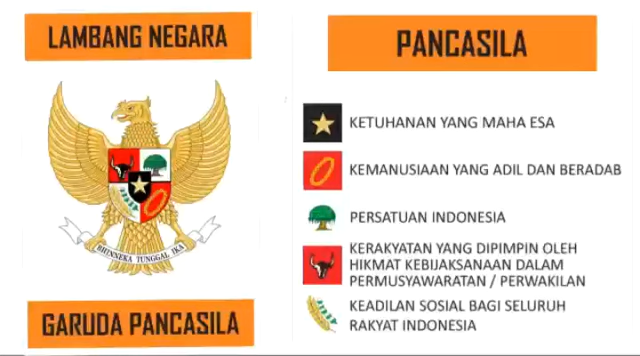 LAMBANG NEGARA
BHINNEKA TUNGGAL IKA
GARUDA PANCASILA
PANCASILA
KETUHANAN YANG MAHA ESA
KEMANUSIAAN YANG ADIL DAN BERADAB
PERSATUAN INDONESIA
KERAKYATAN YANG DIPIMPIN OLEH
HIKMAT KEBIJAKSANAAN DALAM
PERMUSYAWARATAN / PERWAKILAN
KEADILAN SOSIAL BAGI SELURUH
RAKYAT INDONESIA